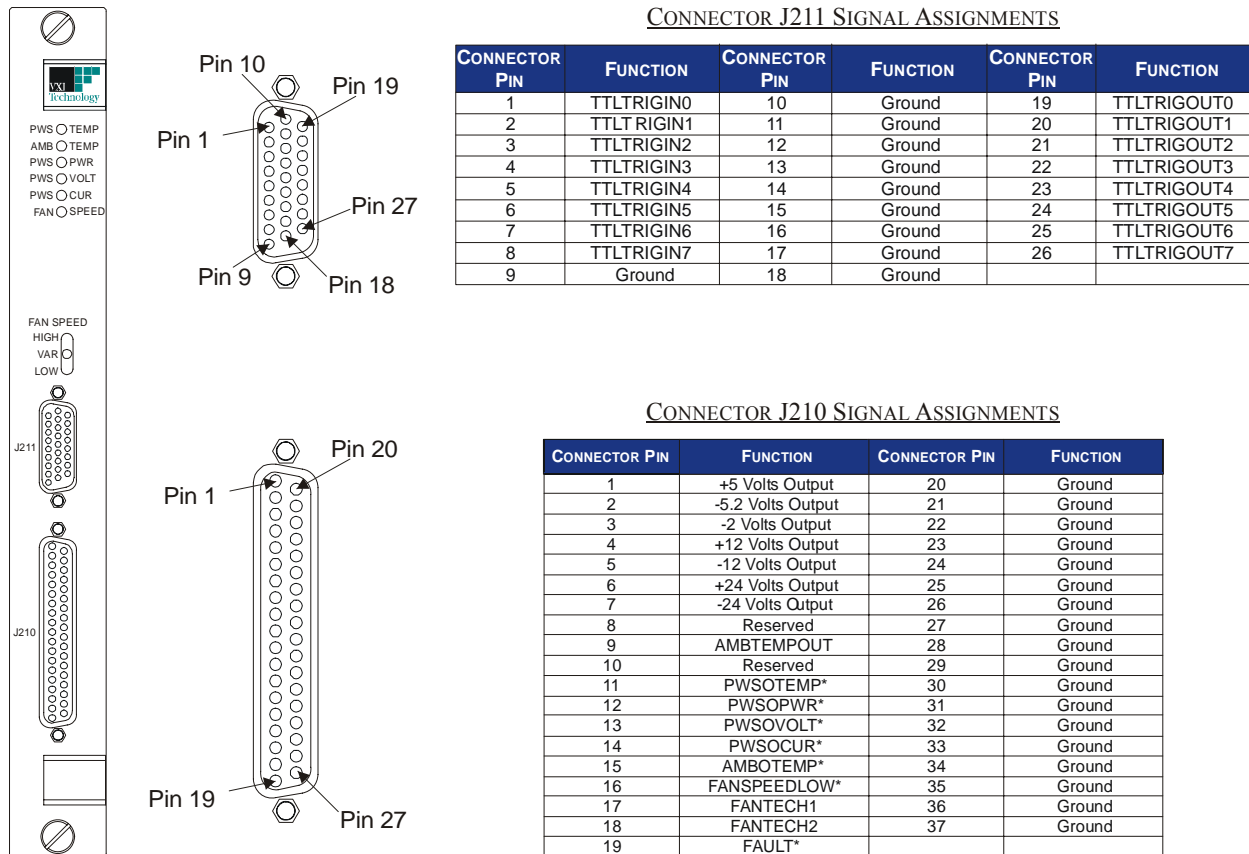 VXI
Technology
PWS TEMP
AMB TEMP
PWS PWR
PWS VOLT
PWS CUR
FAN SPEED
FAN SPEED
HIGH
VAR
LOW
J211
J210
Pin 10
Pin 19
Pin 1
Pin 27
Pin 9
Pin 18
CONNECTOR J211 SIGNAL ASSIGNMENTS
CONNECTOR PIN FUNCTION CONNECTOR PIN FUNCTION CONNECTOR PIN FUNCTION
1 TTLTRIGIN0 10 Ground 19 TTLTRIGOUT0
2 TTLT RIGIN1 11 Ground 20 TTLTRIGOUT1
3 TTLTRIGIN2 12 Ground 21 TTLTRIGOUT2
4 TTLTRIGIN3 13 Ground 22 TTLTRIGOUT3
5 TTLTRIGIN4 14 Ground 23 TTLTRIGOUT4
6 TTLTRIGIN5 15 Ground 24 TTLTRIGOUT5
7 TTLTRIGIN6 16 Ground 25 TTLTRIGOUT6
8 TTLTRIGIN7 17 Ground 26 TTLTRIGOUT7
9 Ground 18 Ground
Pin 20
Pin 1
Pin 19
Pin 27
CONNECTOR J210 SIGNAL ASSIGNMENTS
CONNECTOR PIN FUNCTION CONNECTOR PIN FUNCTION
1 +5 Volts Output 20 Ground
2 -5.2 Volts Output 21 Ground
3 -2 Volts Output 22 Ground
4 +12 Volts Output 23 Ground
5 -12 Volts Output 24 Ground
6 +24 Volts Output 25 Ground
7 -24 Volts Output 26 Ground
8 Reserved 27 Ground
9 AMBTEMPOUT 28 Ground
10 Reserved 29 Ground
11 PWSOTEMP* 30 Ground
12 PWSOPWR* 31 Ground
13 PWSOVOLT* 32 Ground
14 PWSOCUR* 33 Ground
15 AMBOTEMP* 34 Ground
16 FANSPEEDLOW* 35 Ground
17 FANTECH1 36 Ground
18 FANTECH2 37 Ground
19 FAULT*